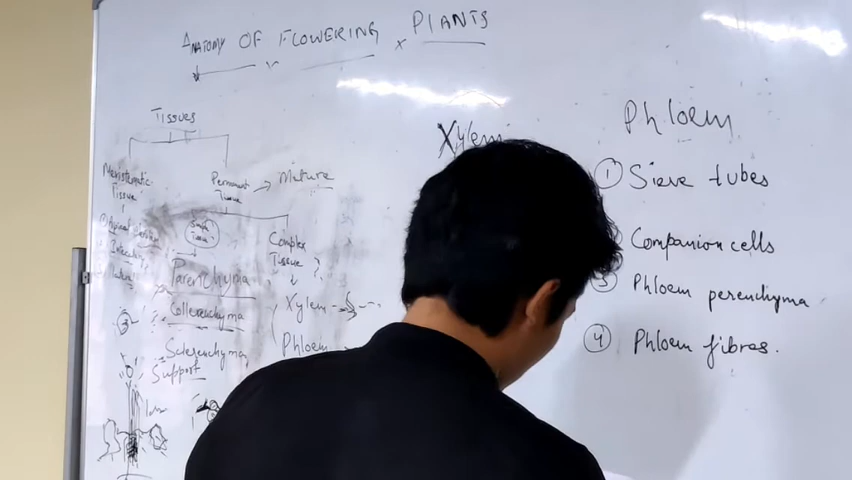 ANATOMY OF FLOWERING PLANTS
Tissues
Meristematic Tissue
Permanent Tissue → Mature
Complex Tissue ?
Parenchyma
Collenchyma
Sclerenchyma
Support
Xylem
Phloem
Xylem
Phloem
① Sieve tubes
Companion cells
3 Phloem perenchyma
④ Phloem fibres.